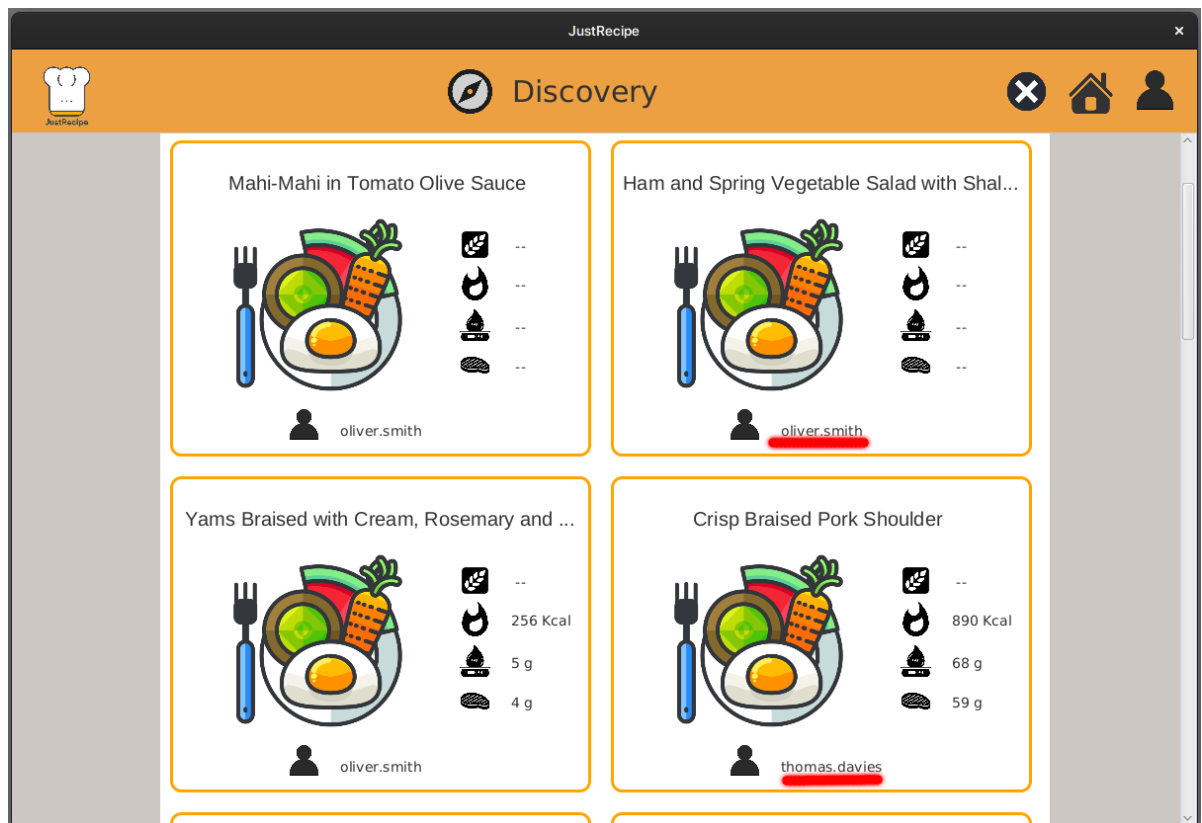 JustRecipe
{ }
...
JustRecipe
Discovery
Mahi-Mahi in Tomato Olive Sauce
--
--
--
--
oliver.smith
Ham and Spring Vegetable Salad with Shal...
--
--
--
--
oliver.smith
Yams Braised with Cream, Rosemary and ...
--
256 Kcal
5 g
4 g
oliver.smith
Crisp Braised Pork Shoulder
--
890 Kcal
68 g
59 g
thomas.davies